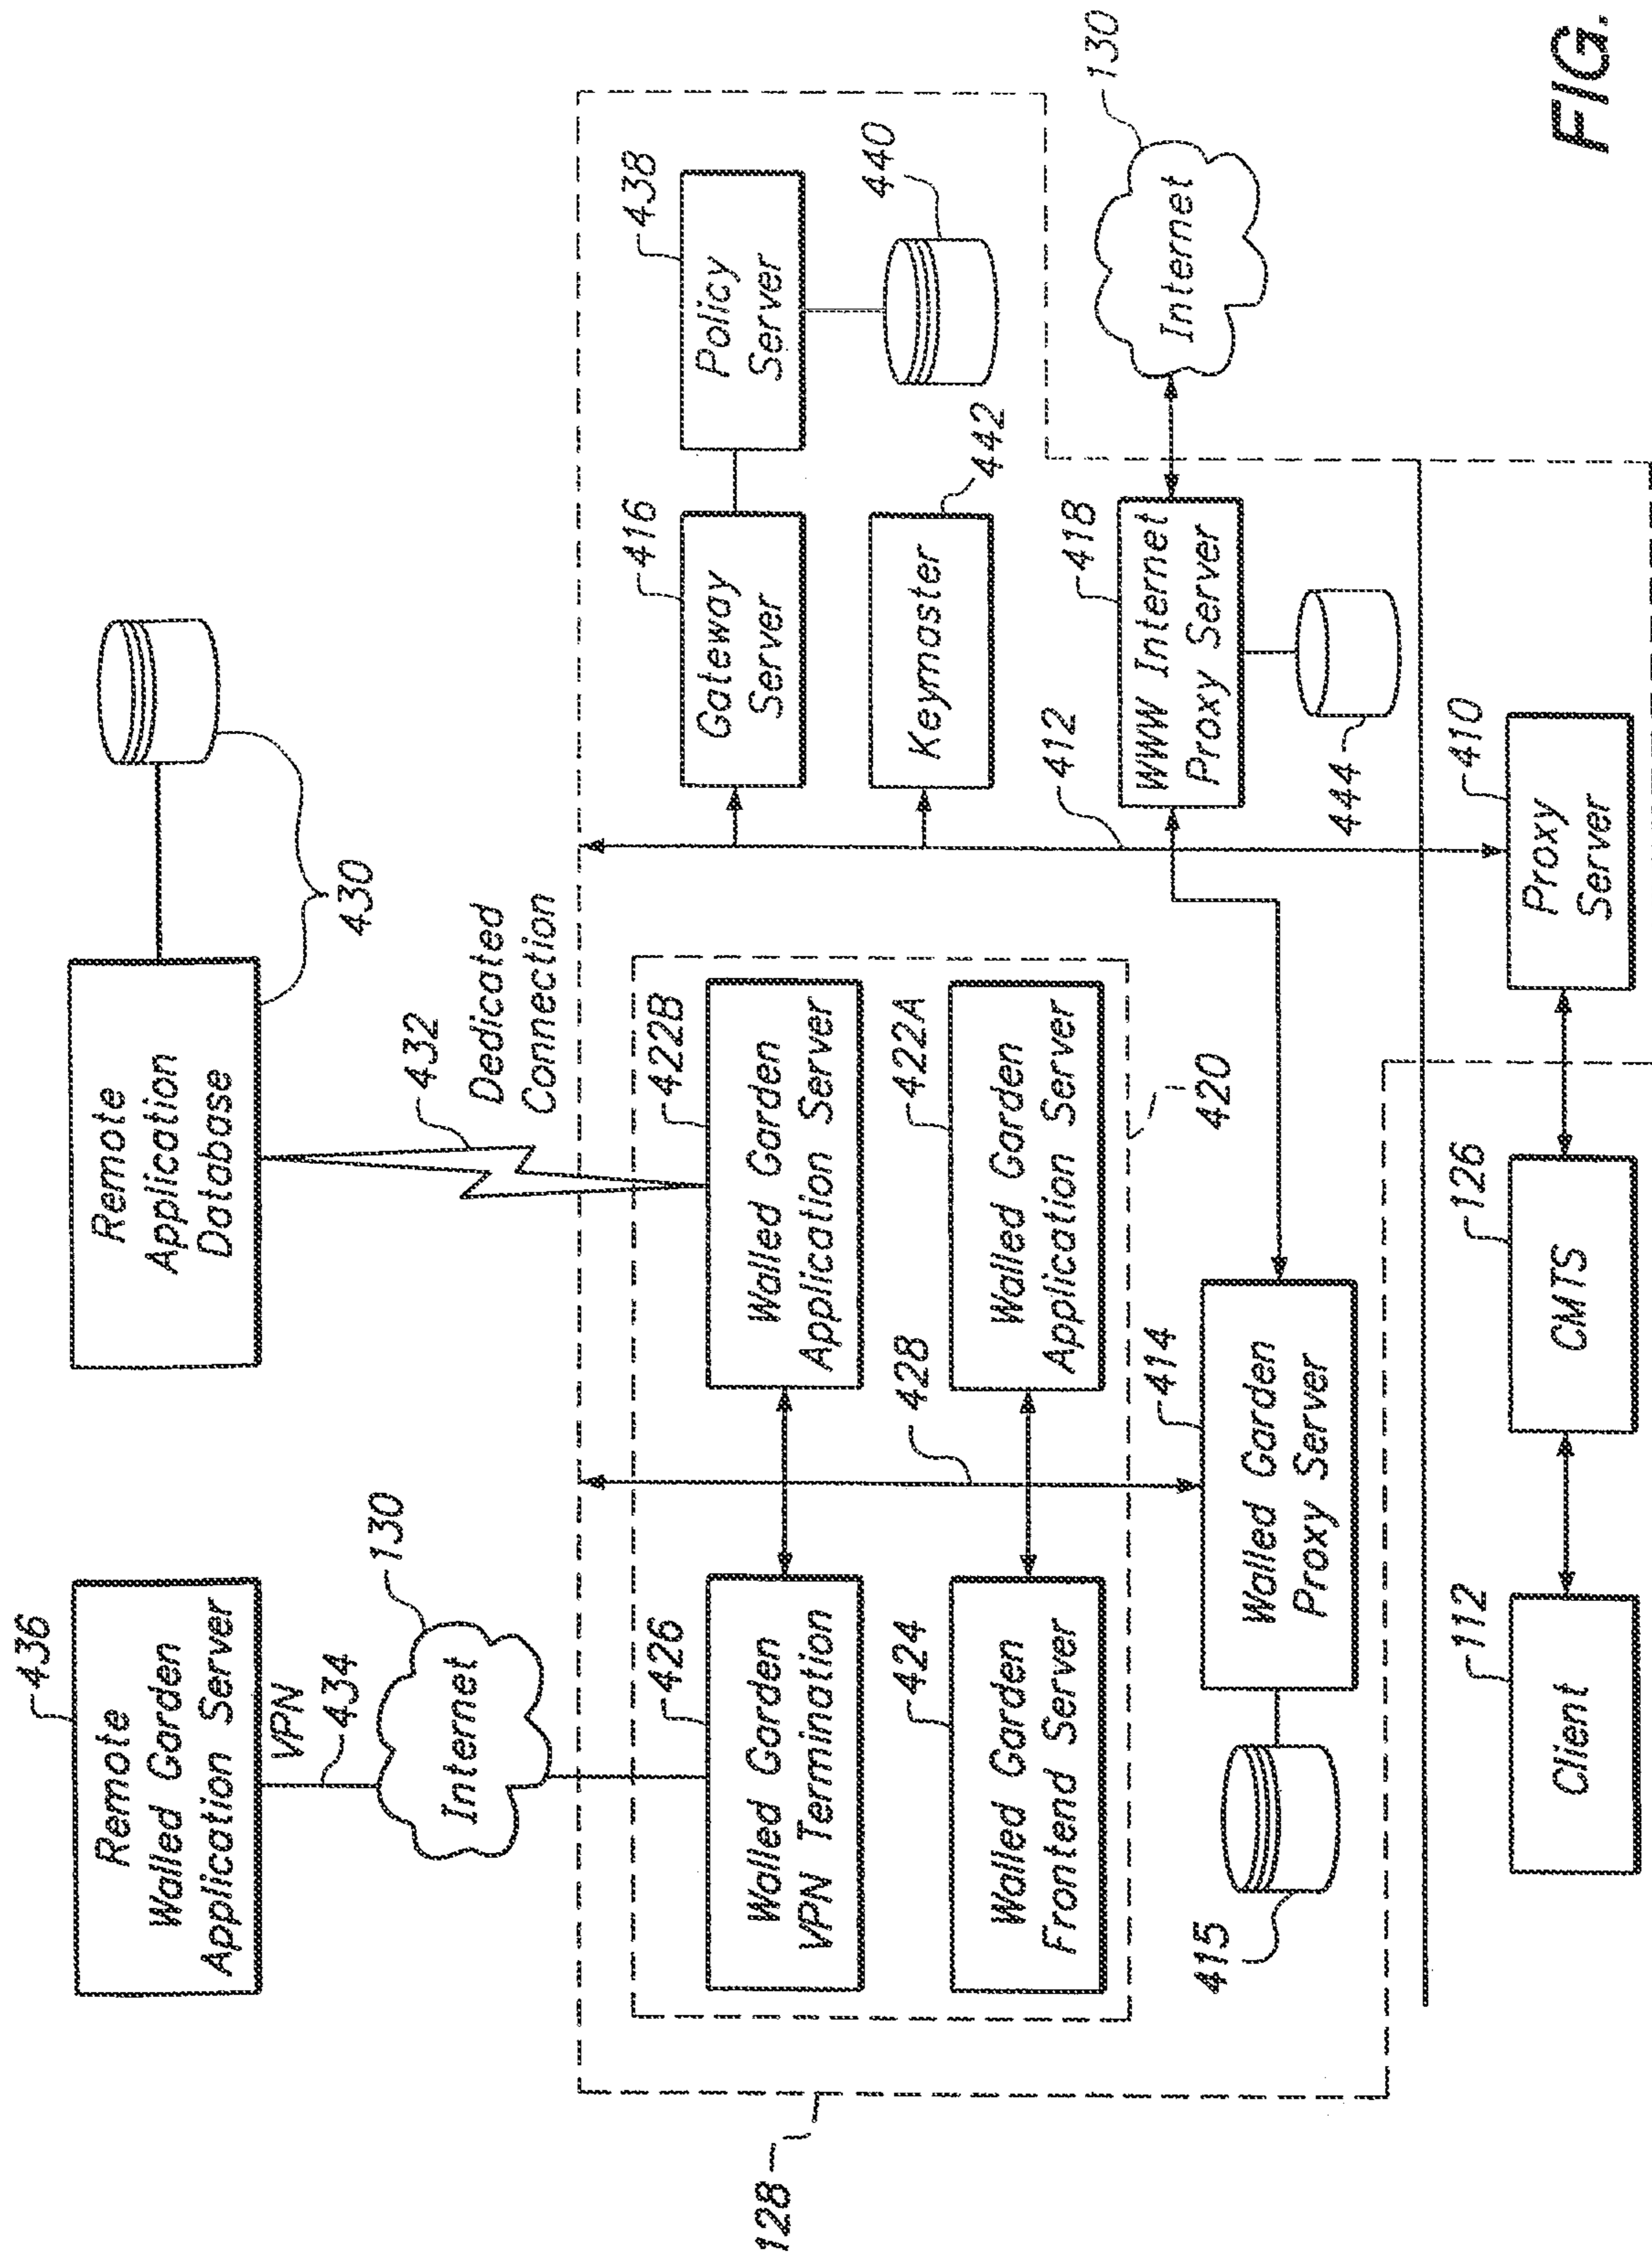 436
Remote
Walled Garden
Application Server
VPN
434
130
Internet
Remote
Application
Database
430
432
Dedicated
Connection
128
426
Walled Garden
VPN Termination
422B
Walled Garden
Application Server
424
Walled Garden
Frontend Server
428
422A
Walled Garden
Application Server
420
415
414
Walled Garden
Proxy Server
416
Gateway
Server
438
Policy
Server
440
442
Keymaster
412
418
WWW Internet
Proxy Server
444
130
Internet
112
Client
126
CMTS
410
Proxy
Server
FIG.